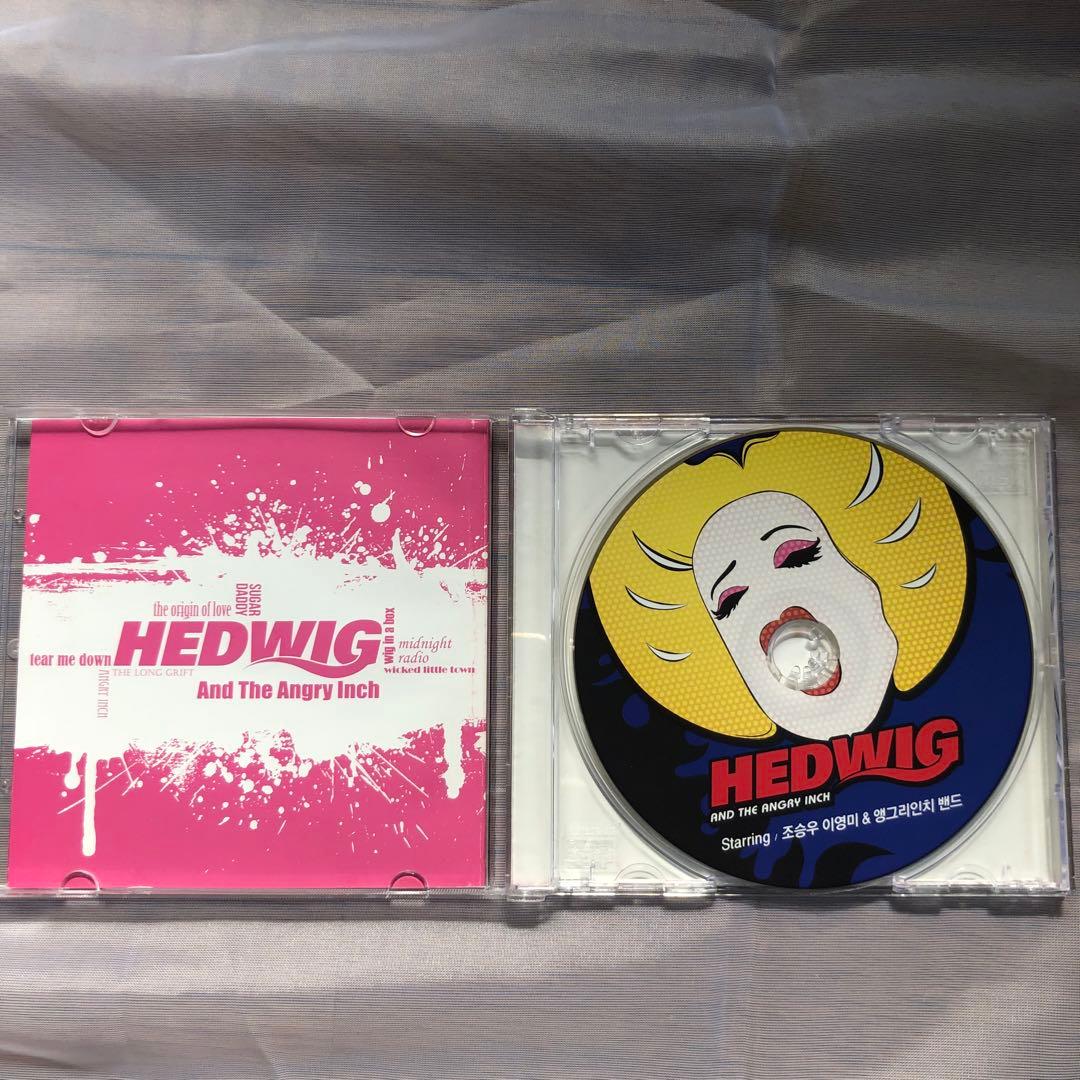 the origin of love
SUGAR
DADDY
HEDWIG
wig in a box
midnight
radio
tear me down
THE LONG GRIFT
wicked little town
ANGRY INCH
And The Angry Inch
HEDWIG
AND THE ANGRY INCH
Starring / 조승우 이영미 & 앵그리인치 밴드